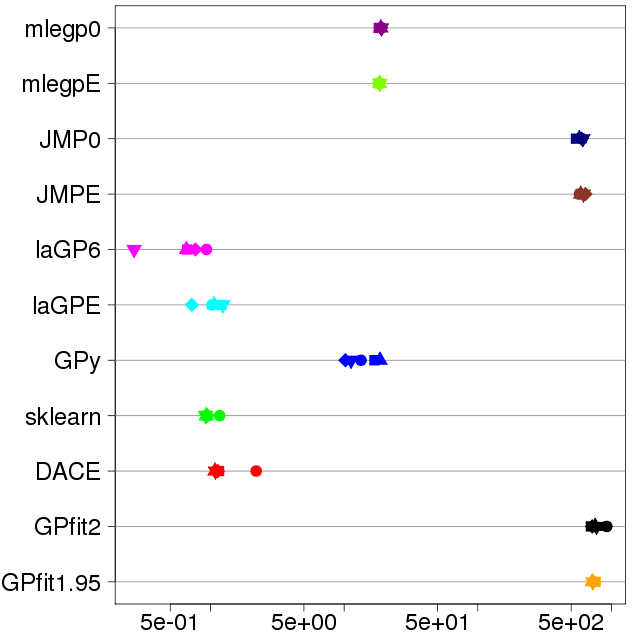 mlegp0
mlegpE
JMP0
JMPE
laGP6
laGPE
GPy
sklearn
DACE
GPfit2
GPfit1.95
5e-01 5e+00 5e+01 5e+02